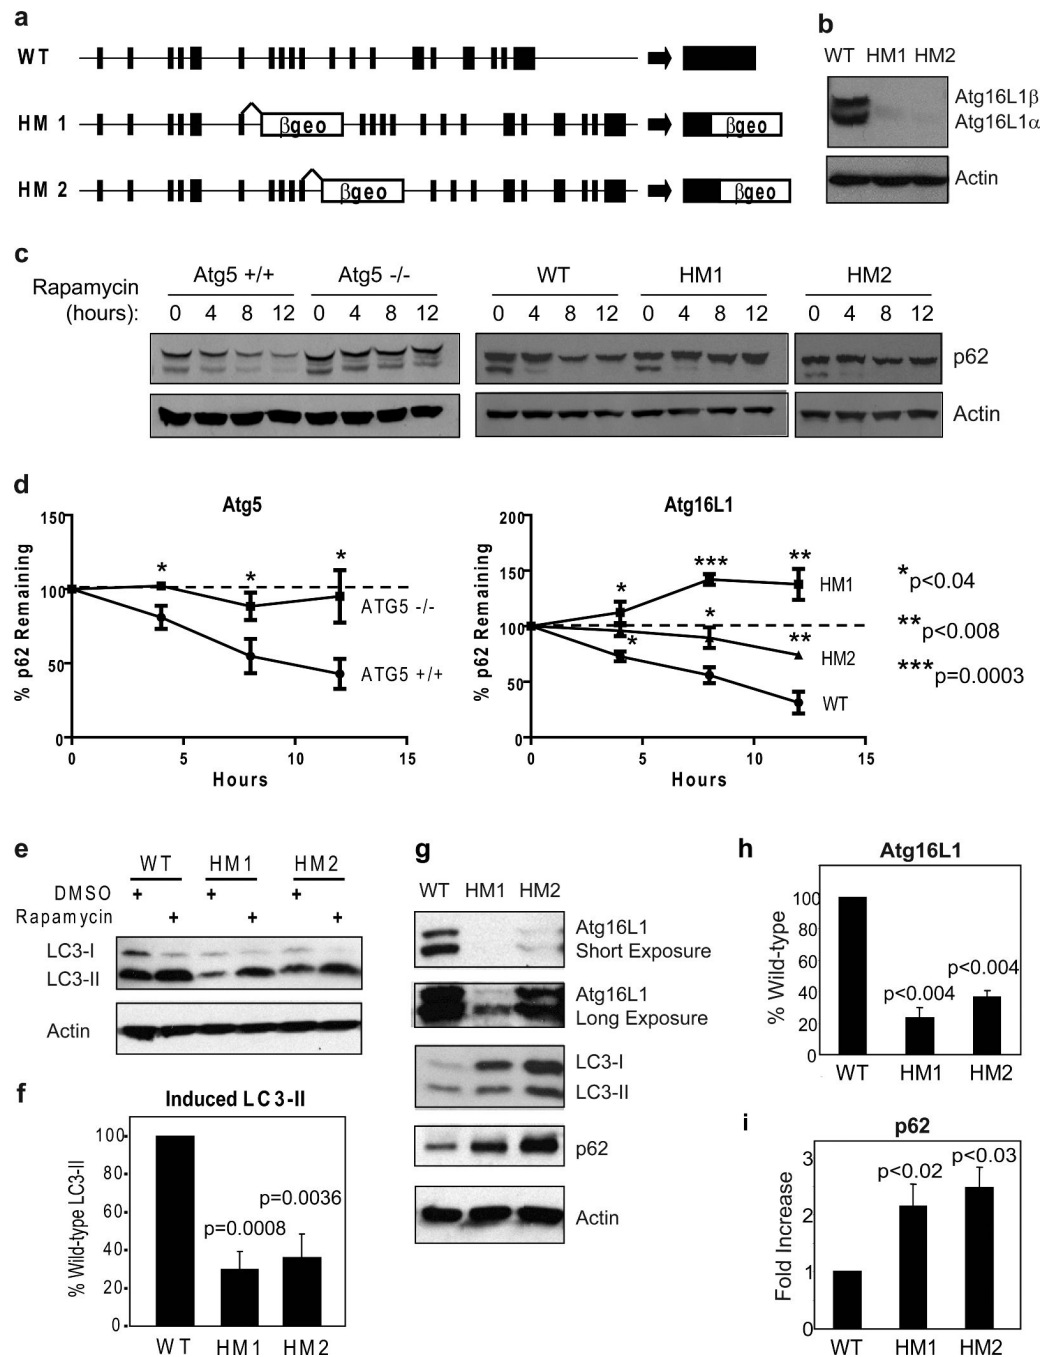 a
WT
HM 1
βgeo
βgeo
HM 2
βgeo
βgeo
b
WT HM1 HM2
Atg16L1β
Atg16L1α
Actin
c
Rapamycin
(hours):
Atg5 +/+ Atg5 -/- WT HM1 HM2
0 4 8 12 0 4 8 12 0 4 8 12 0 4 8 12 0 4 8 12
p62
Actin
d
Atg5
% p62 Remaining
150
100
50
0
0 5 10 15
Hours
* * *
ATG5 -/-
ATG5 +/+
Atg16L1
% p62 Remaining
200
150
100
50
0
0 5 10 15
Hours
* *** **
* * **
HM1
HM2
WT
*p<0.04
**p<0.008
***p=0.0003
e
WT HM1 HM2
DMSO + + +
Rapamycin + + +
LC3-I
LC3-II
Actin
f
Induced LC3-II
% Wild-type LC3-II
100
80
60
40
20
0
p=0.0008
p=0.0036
WT HM1 HM2
g
WT HM1 HM2
Atg16L1
Short Exposure
Atg16L1
Long Exposure
LC3-I
LC3-II
p62
Actin
h
Atg16L1
% Wild-type
100
80
60
40
20
0
p<0.004
p<0.004
WT HM1 HM2
i
p62
Fold Increase
3
2
1
0
p<0.02
p<0.03
WT HM1 HM2